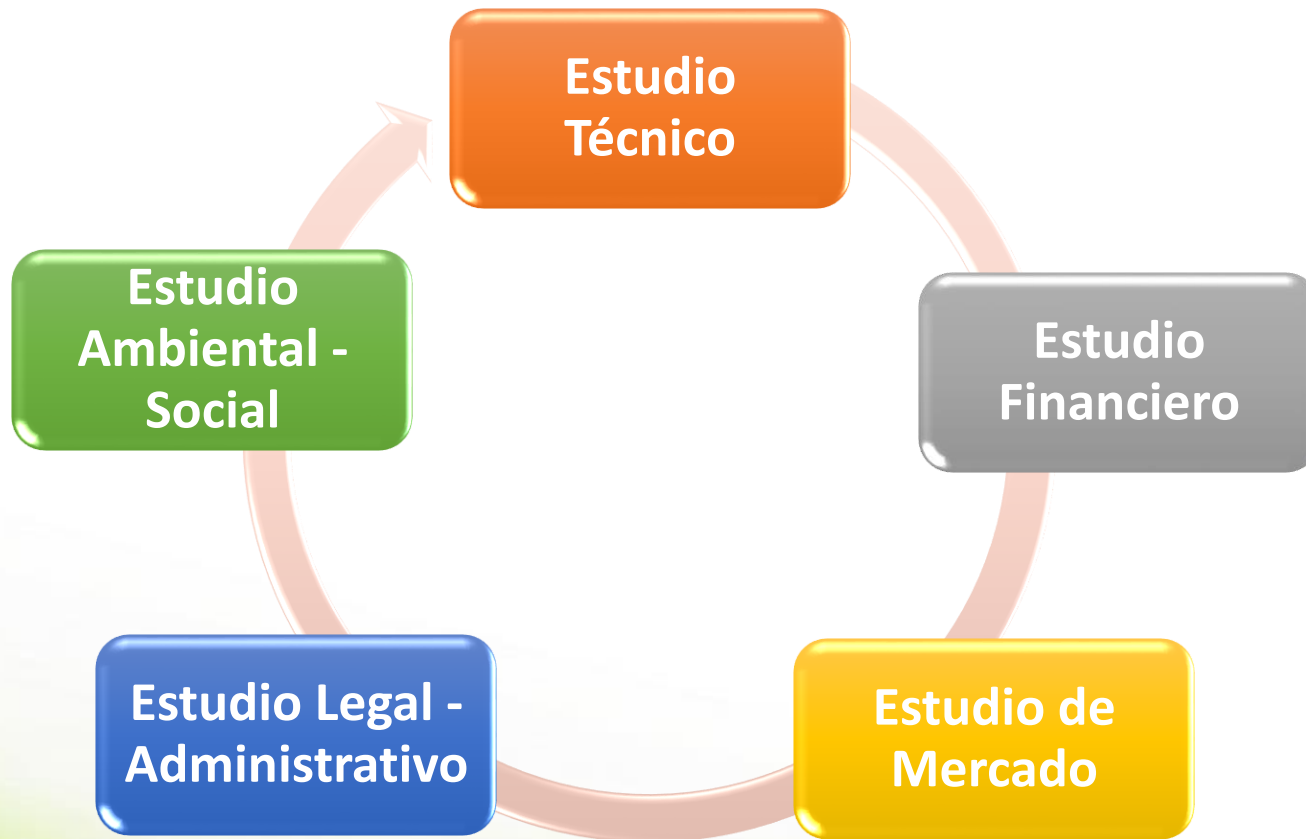 Estudio
Técnico
Estudio
Financiero
Estudio de
Mercado
Estudio Legal -
Administrativo
Estudio
Ambiental -
Social